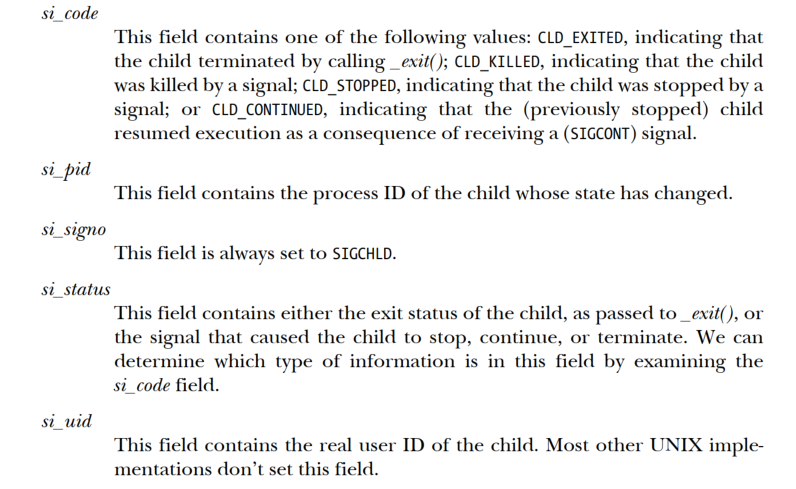 si_code
This field contains one of the following values: CLD_EXITED, indicating that
the child terminated by calling _exit(); CLD_KILLED, indicating that the child
was killed by a signal; CLD_STOPPED, indicating that the child was stopped by a
signal; or CLD_CONTINUED, indicating that the (previously stopped) child
resumed execution as a consequence of receiving a (SIGCONT) signal.
si_pid
This field contains the process ID of the child whose state has changed.
si_signo
This field is always set to SIGCHLD.
si_status
This field contains either the exit status of the child, as passed to _exit(), or
the signal that caused the child to stop, continue, or terminate. We can
determine which type of information is in this field by examining the
si_code field.
si_uid
This field contains the real user ID of the child. Most other UNIX imple-
mentations don’t set this field.